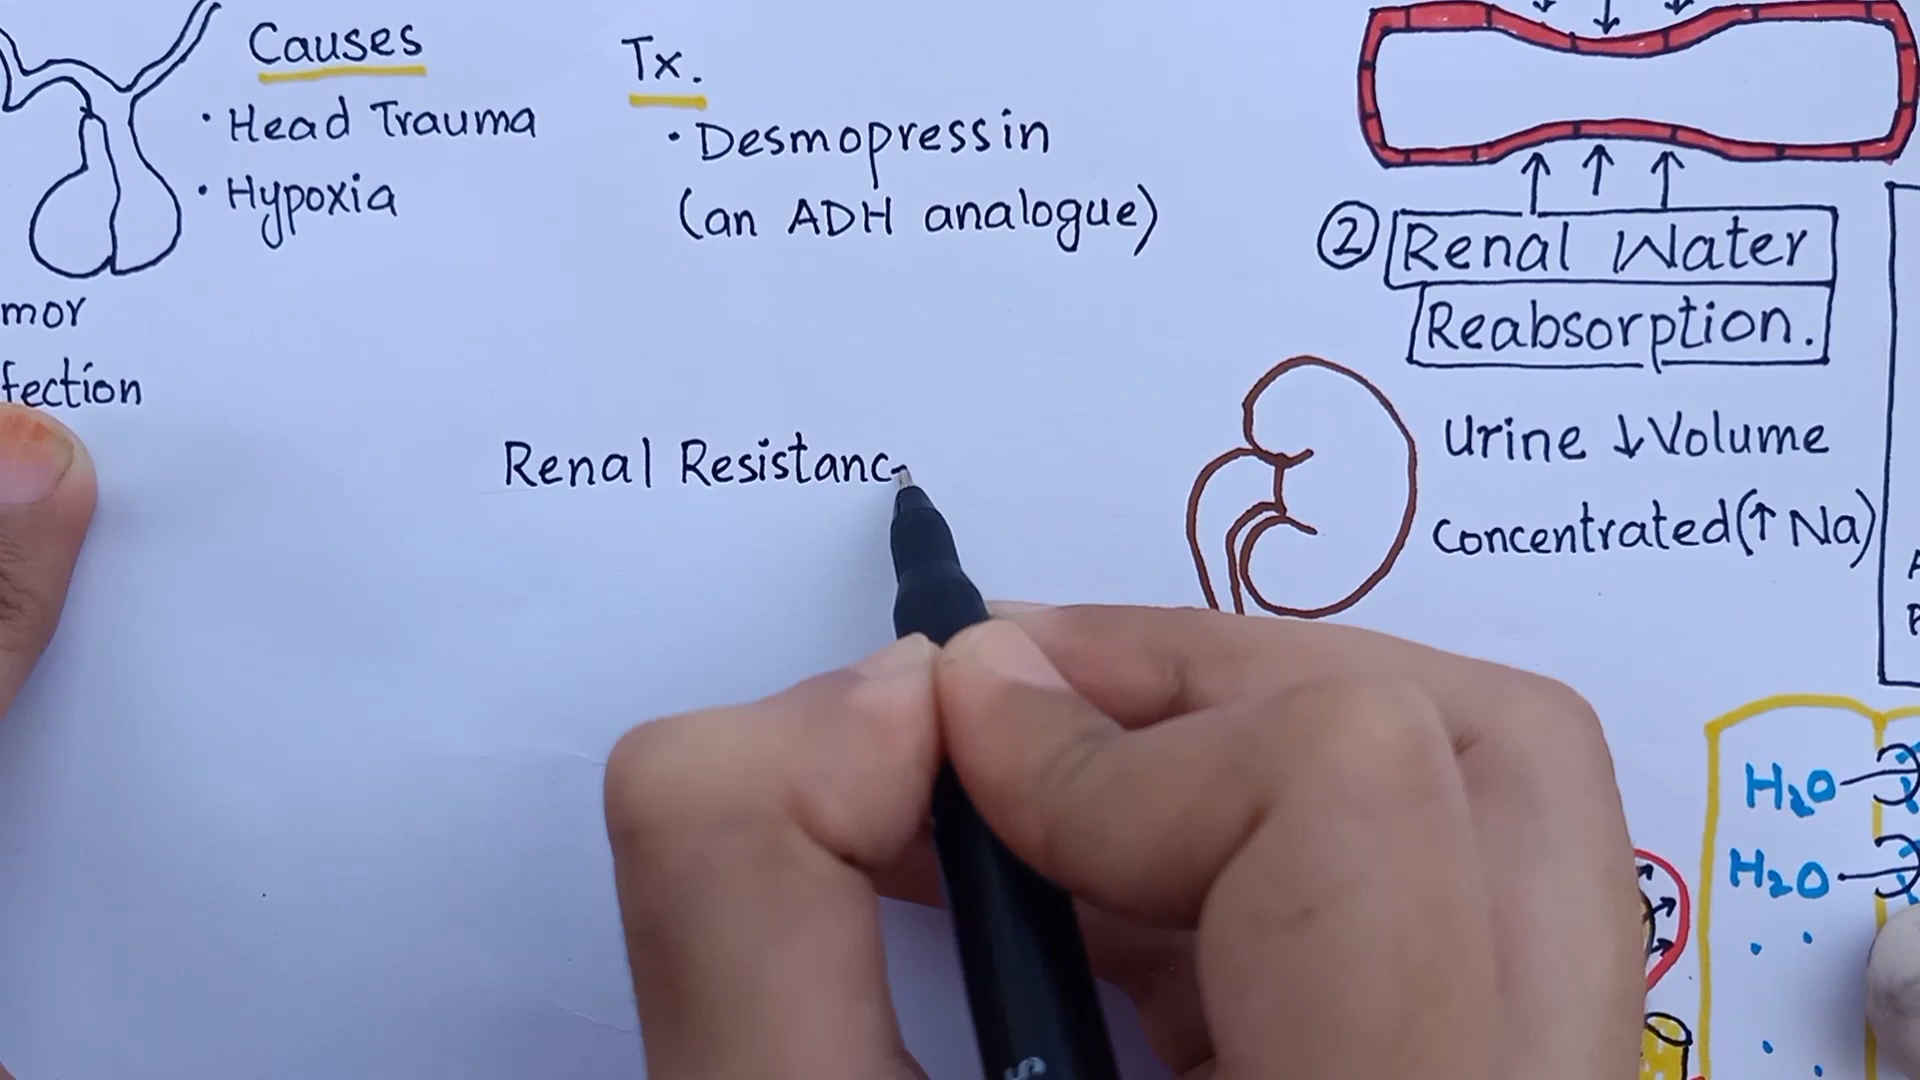 Causes
• Head Trauma
• Hypoxia
mor
fection
Tx.
• Desmopressin
(an ADH analogue)
Renal Resistanc
② Renal Water
Reabsorption.
Urine ↓ Volume
Concentrated (↑ Na)
H₂O
H₂O